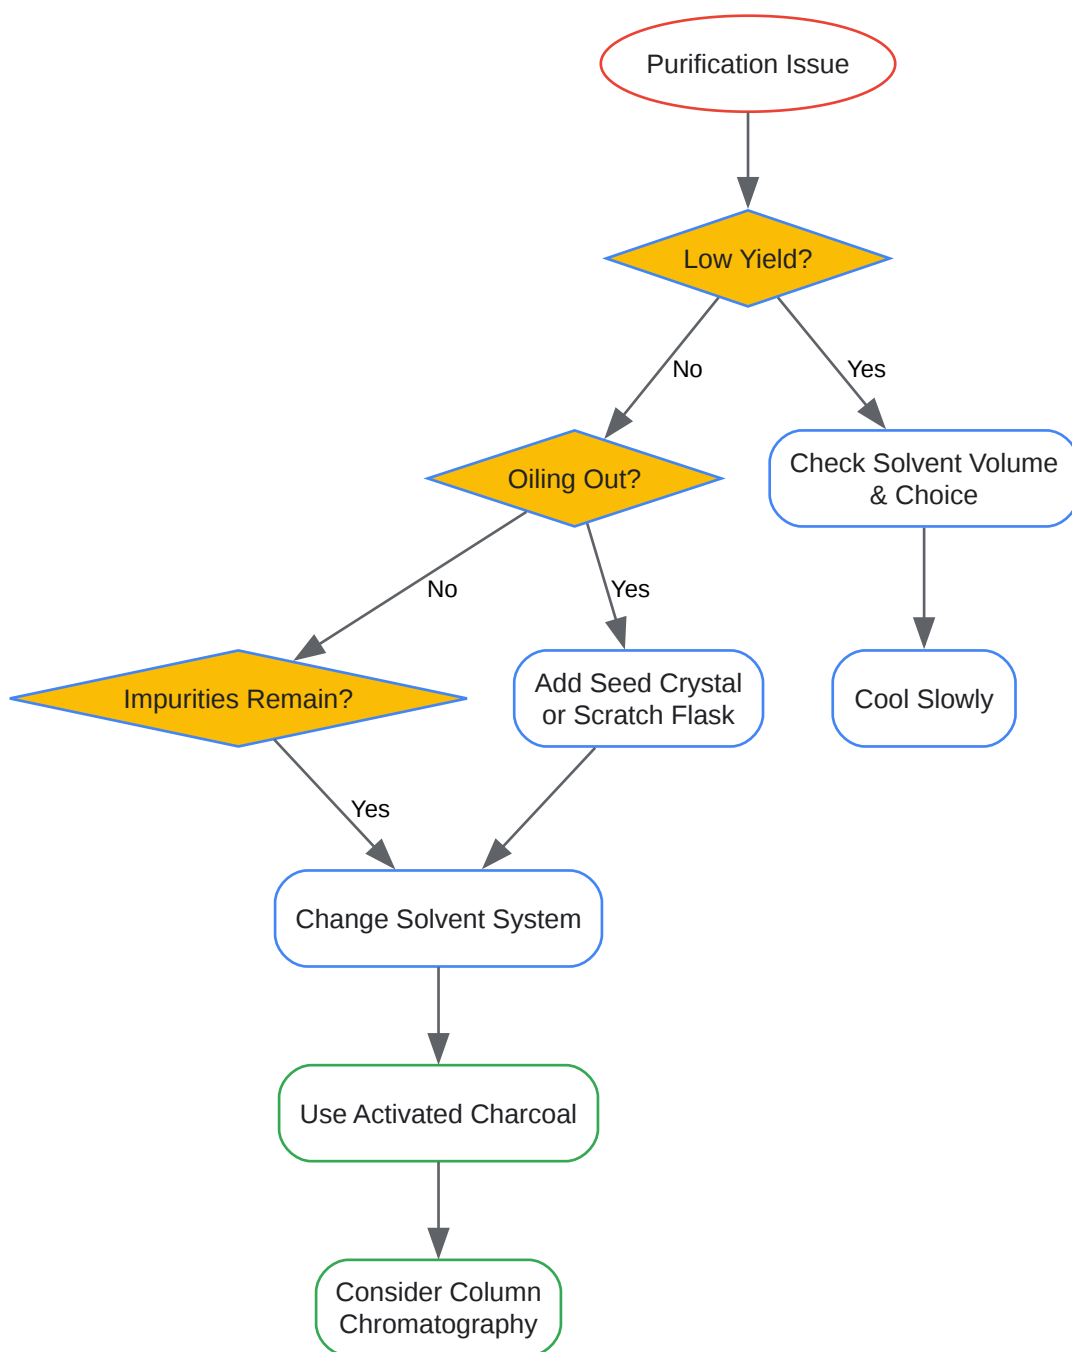 Purification Issue
Low Yield?
No
Yes
Oiling Out?
Check Solvent Volume
& Choice
No
Yes
Impurities Remain?
Add Seed Crystal
or Scratch Flask
Cool Slowly
Yes
Change Solvent System
Use Activated Charcoal
Consider Column
Chromatography